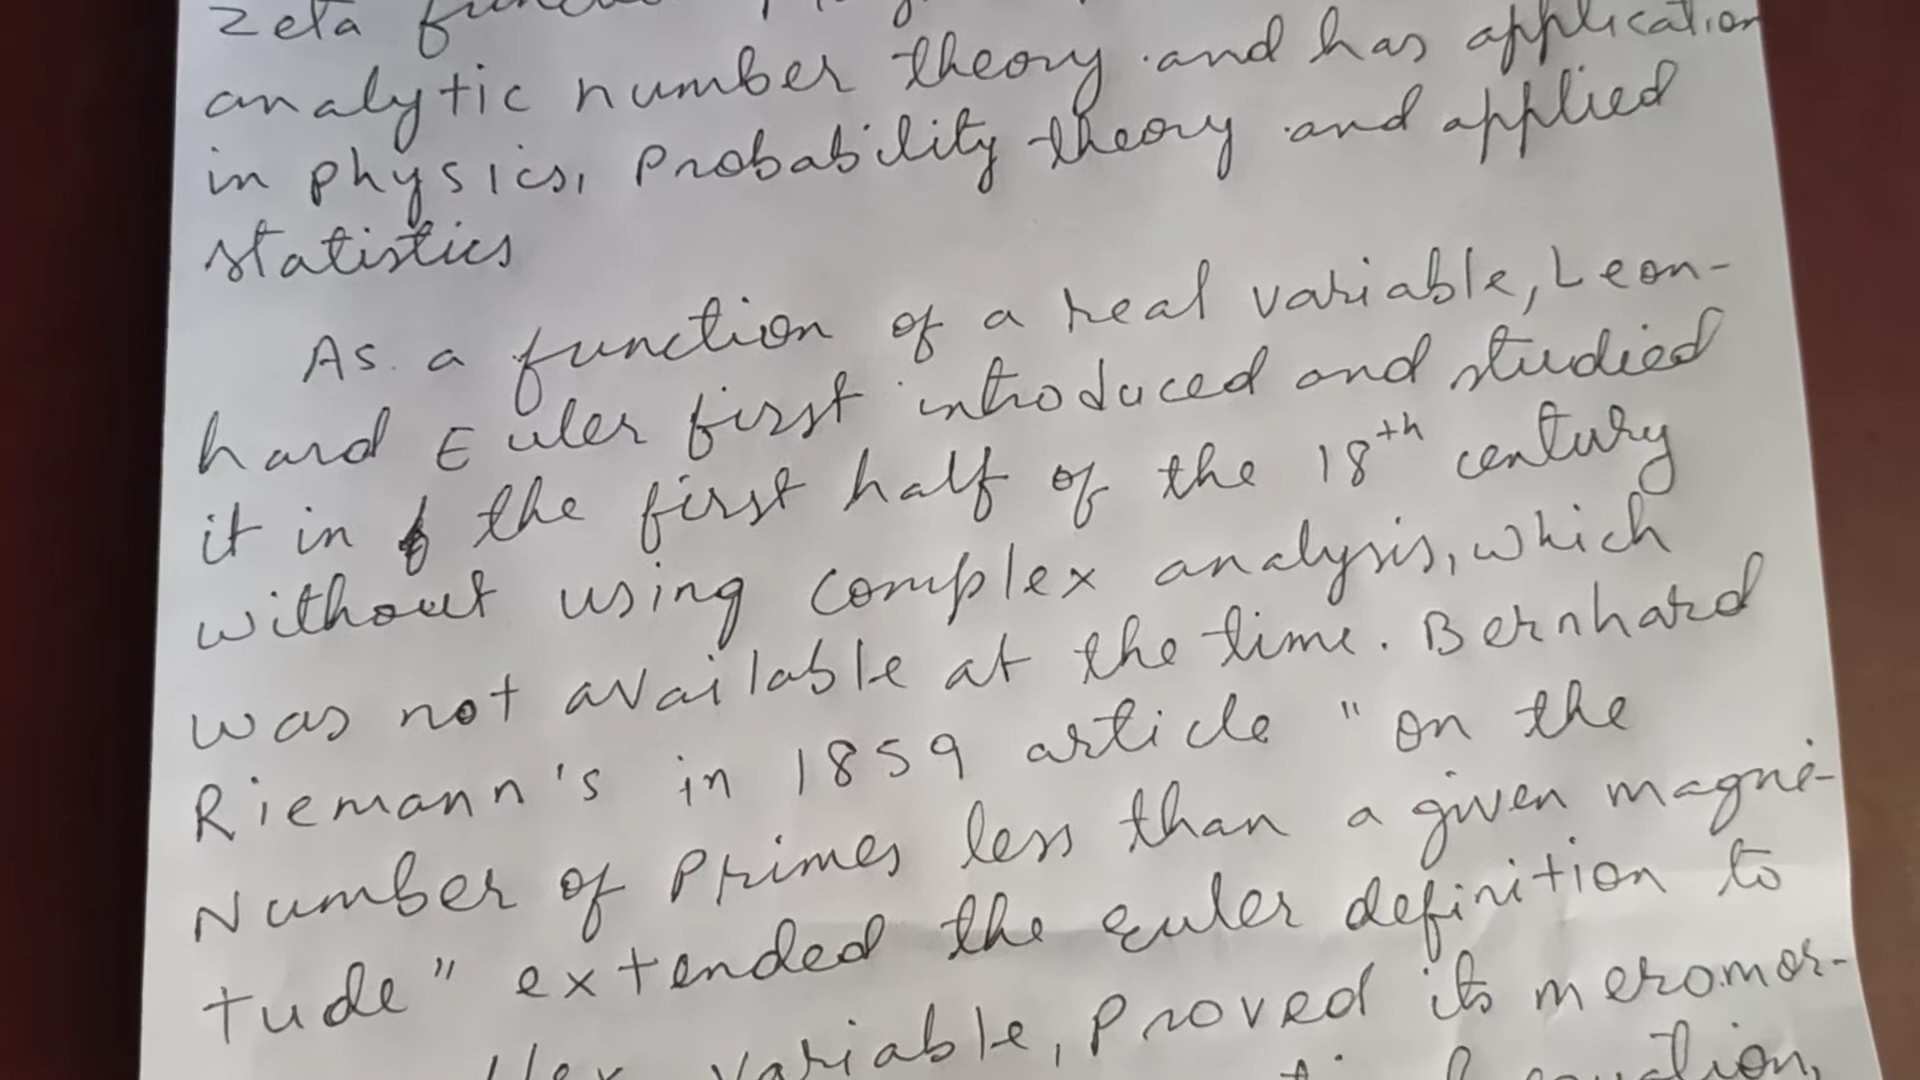 zeta
analytic number theory and has application
in physics, Probability theory and applied
statistics
As a function of a real variable, Leon-
hard Euler first introduced and studied
it in the first half of the 18th century
without using complex analysis, which
was not available at the time. Bernhard
Riemann's in 1859 article "on the
Number of Primes less than a given magni-
tude" extended the Euler definition to
variable, Proved its meromor-